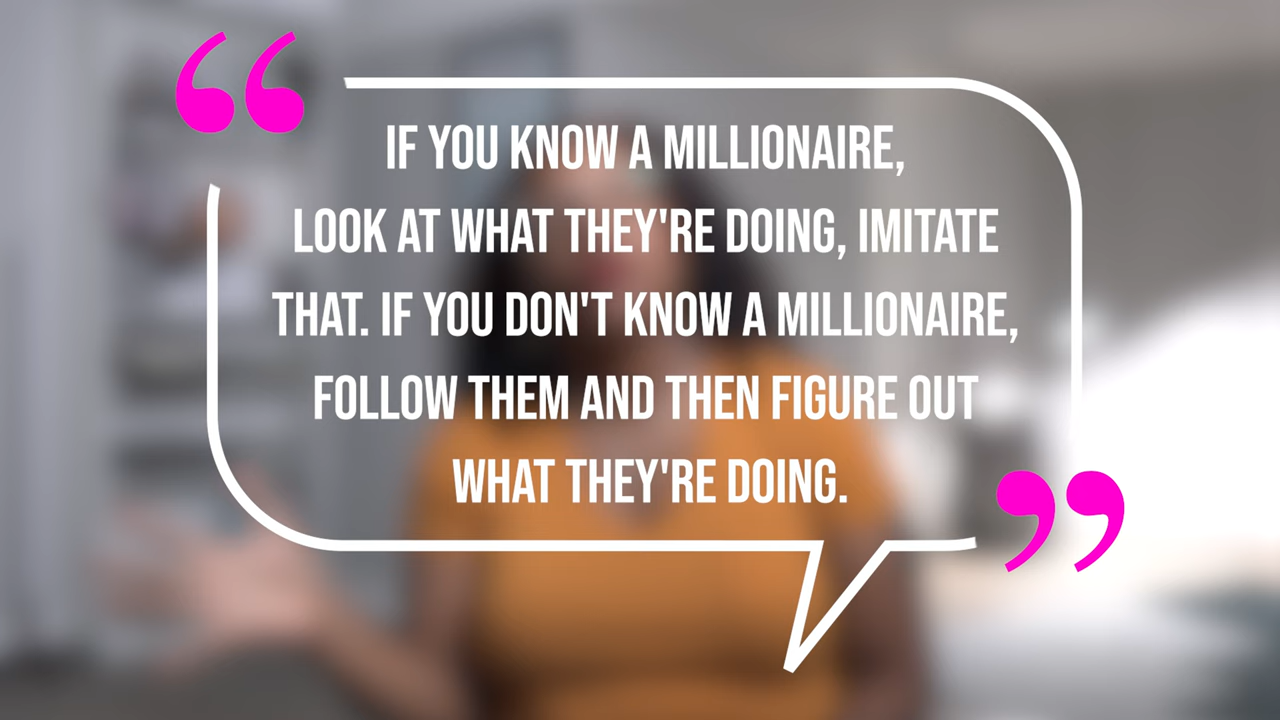 IF YOU KNOW A MILLIONAIRE,
LOOK AT WHAT THEY'RE DOING, IMITATE
THAT. IF YOU DON'T KNOW A MILLIONAIRE,
FOLLOW THEM AND THEN FIGURE OUT
WHAT THEY'RE DOING.